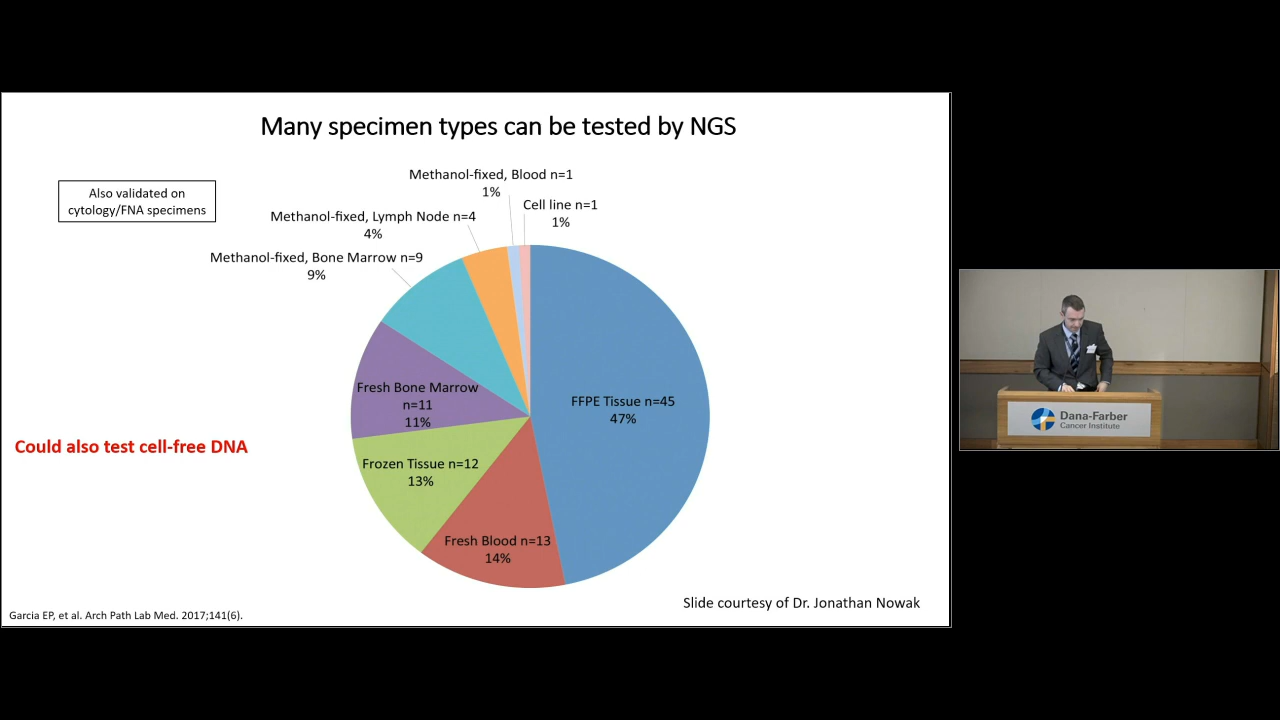 Many specimen types can be tested by NGS
Also validated on
cytology/FNA specimens
Methanol-fixed, Blood n=1
1%
Cell line n=1
1%
Methanol-fixed, Lymph Node n=4
4%
Methanol-fixed, Bone Marrow n=9
9%
Fresh Bone Marrow
n=11
11%
FFPE Tissue n=45
47%
Could also test cell-free DNA
Frozen Tissue n=12
13%
Fresh Blood n=13
14%
Slide courtesy of Dr. Jonathan Nowak
Garcia EP, et al. Arch Path Lab Med. 2017;141(6).
Dana-Farber
Cancer Institute